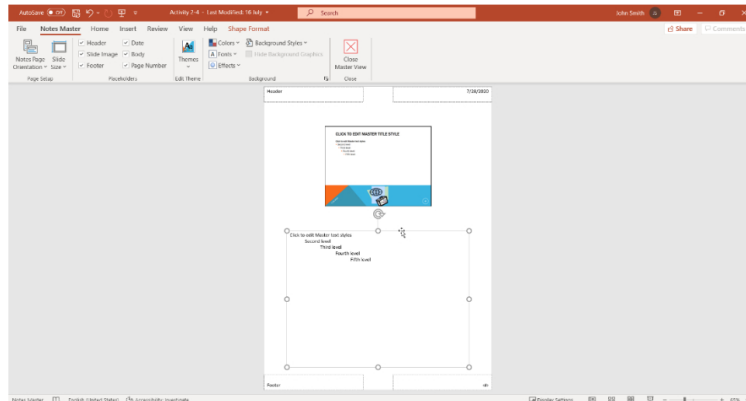 AutoSave Off Activity 2-4 - Last Modified: 16 July Search John Smith
File Notes Master Home Insert Review View Help Shape Format Share Comments
Header Date Colors Background Styles
Slide Image Body Fonts Hide Background Graphics
Footer Page Number Effects
Notes Page Orientation Slide Size Themes Close Master View
Page Setup Placeholders Edit Theme Background Close
Header 7/28/2020
CLICK TO EDIT MASTER TITLE STYLE
Click to edit Master text styles
Second level
Third level
Fourth level
Fifth level
Footer
Notes Master English (United States) Accessibility: Investigate Display Settings